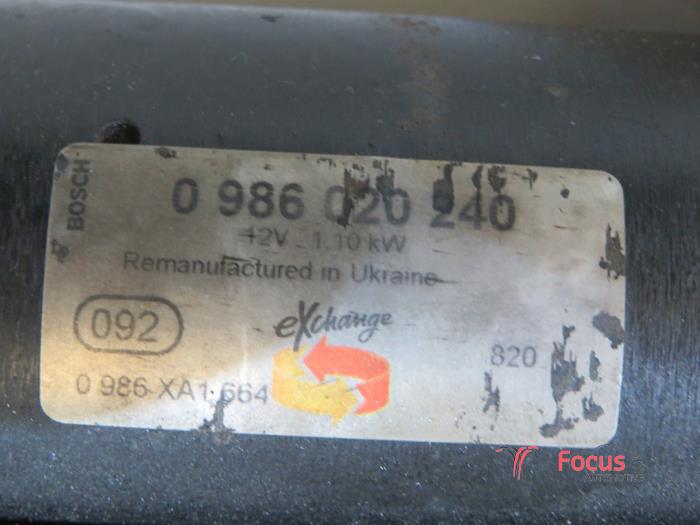 BOSCH
0 986 020 240
12V 1,10 kW
Remanufactured in Ukraine
092
eXchange
820
0 986 XA1 664
Focus
AUTOMOTIVE